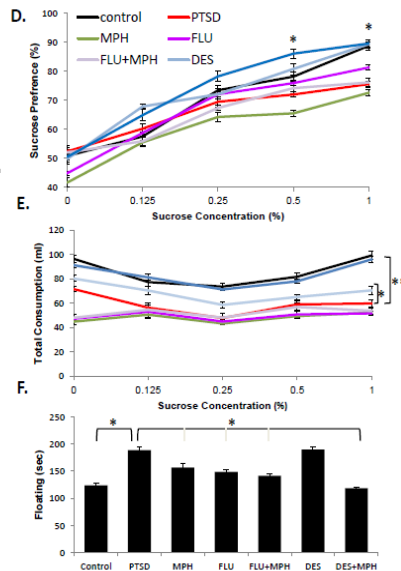 D.
control PTSD
MPH FLU
FLU+MPH DES
* *
Sucrose Prefrence (%)
100
90
80
70
60
50
40
0 0.125 0.25 0.5 1
Sucrose Concentration (%)
E.
Total Consumption (ml)
120
100
80
60
40
20
0
* *
0 0.125 0.25 0.5 1
Sucrose Concentration (%)
F.
* *
Floating (sec)
250
200
150
100
50
0
Control PTSD MPH FLU FLU+MPH DES DES+MPH